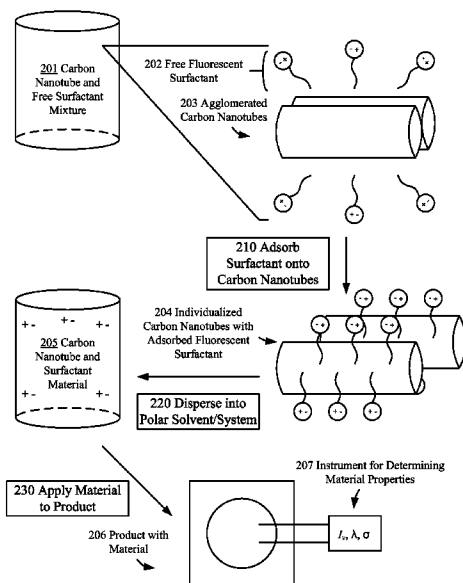 201 Carbon
Nanotube and
Free Surfactant
Mixture
202 Free Fluorescent
Surfactant
203 Agglomerated
Carbon Nanotubes
210 Adsorb
Surfactant onto
Carbon Nanotubes
204 Individualized
Carbon Nanotubes with
Adsorbed Fluorescent
Surfactant
205 Carbon
Nanotube and
Surfactant
Material
220 Disperse into
Polar Solvent/System
230 Apply Material
to Product
206 Product with
Material
207 Instrument for Determining
Material Properties
λ, σ